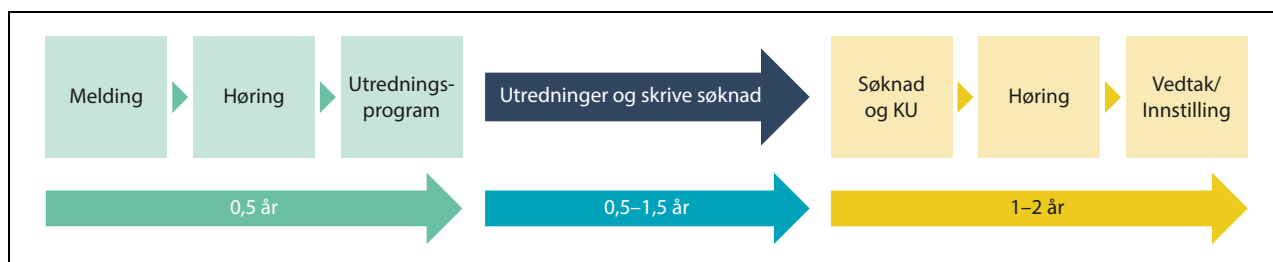 Melding
Høring
Utrednings-
program
Utredninger og skrive søknad
Søknad
og KU
Høring
Vedtak/
Innstilling
0,5 år
0,5–1,5 år
1–2 år